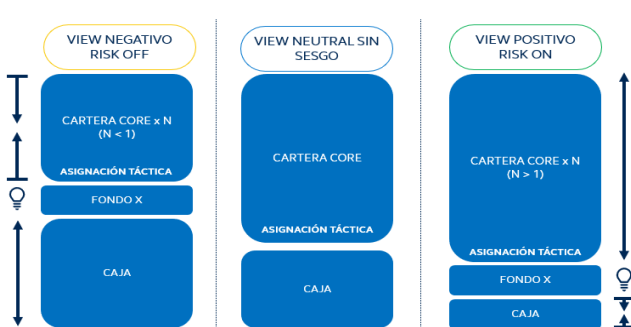 VIEW NEGATIVO
RISK OFF
CARTERA CORE x N
(N < 1)
ASIGNACIÓN TÁCTICA
FONDO X
CAJA
VIEW NEUTRAL SIN
SESGO
CARTERA CORE
ASIGNACIÓN TÁCTICA
CAJA
VIEW POSITIVO
RISK ON
CARTERA CORE x N
(N > 1)
ASIGNACIÓN TÁCTICA
FONDO X
CAJA